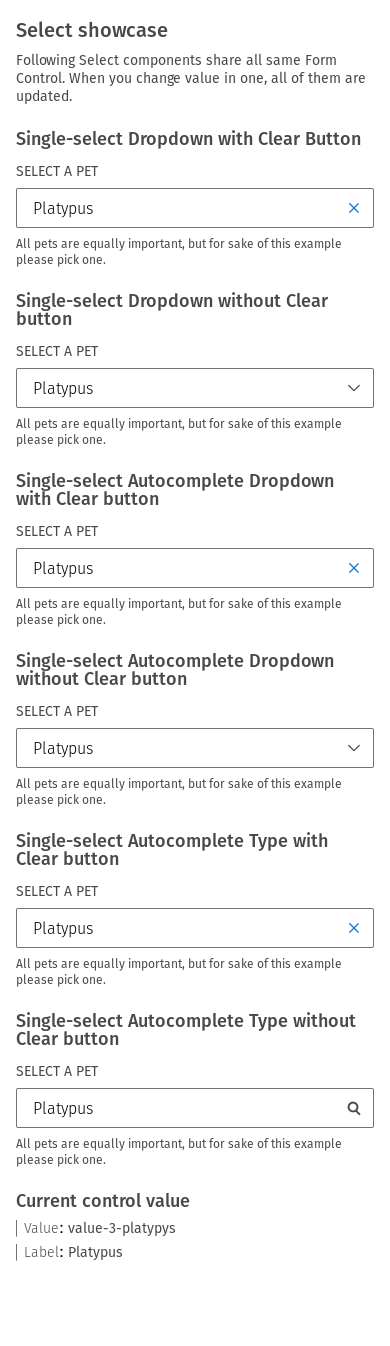 Select showcase
Following Select components share all same Form
Control. When you change value in one, all of them are
updated.
Single-select Dropdown with Clear Button
SELECT A PET
Platypus
All pets are equally important, but for sake of this example
please pick one.
Single-select Dropdown without Clear
button
SELECT A PET
Platypus
All pets are equally important, but for sake of this example
please pick one.
Single-select Autocomplete Dropdown
with Clear button
SELECT A PET
Platypus
All pets are equally important, but for sake of this example
please pick one.
Single-select Autocomplete Dropdown
without Clear button
SELECT A PET
Platypus
All pets are equally important, but for sake of this example
please pick one.
Single-select Autocomplete Type with
Clear button
SELECT A PET
Platypus
All pets are equally important, but for sake of this example
please pick one.
Single-select Autocomplete Type without
Clear button
SELECT A PET
Platypus
All pets are equally important, but for sake of this example
please pick one.
Current control value
Value: value-3-platypys
Label: Platypus